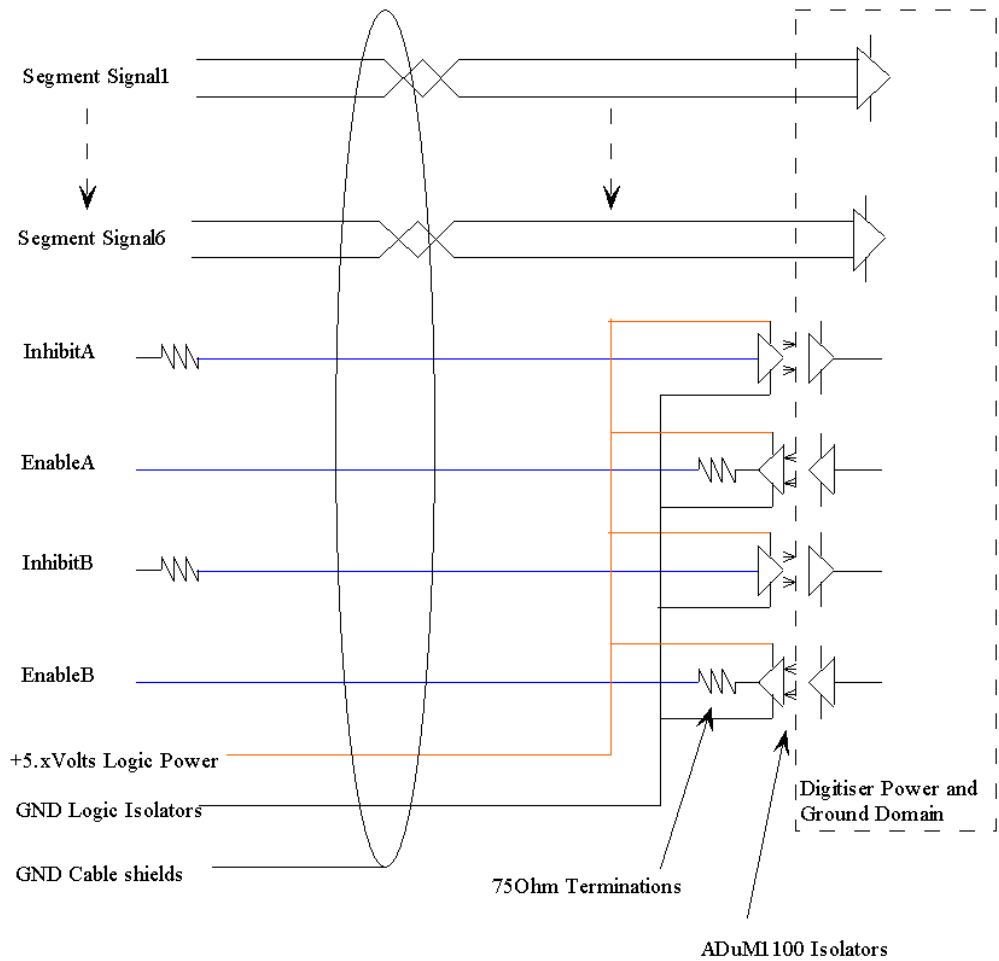 Segment Signal1
Segment Signal6
InhibitA
EnableA
InhibitB
EnableB
+5.xVolts Logic Power
GND Logic Isolators
GND Cable shields
Digitiser Power and
Ground Domain
75Ohm Terminations
ADuM1100 Isolators